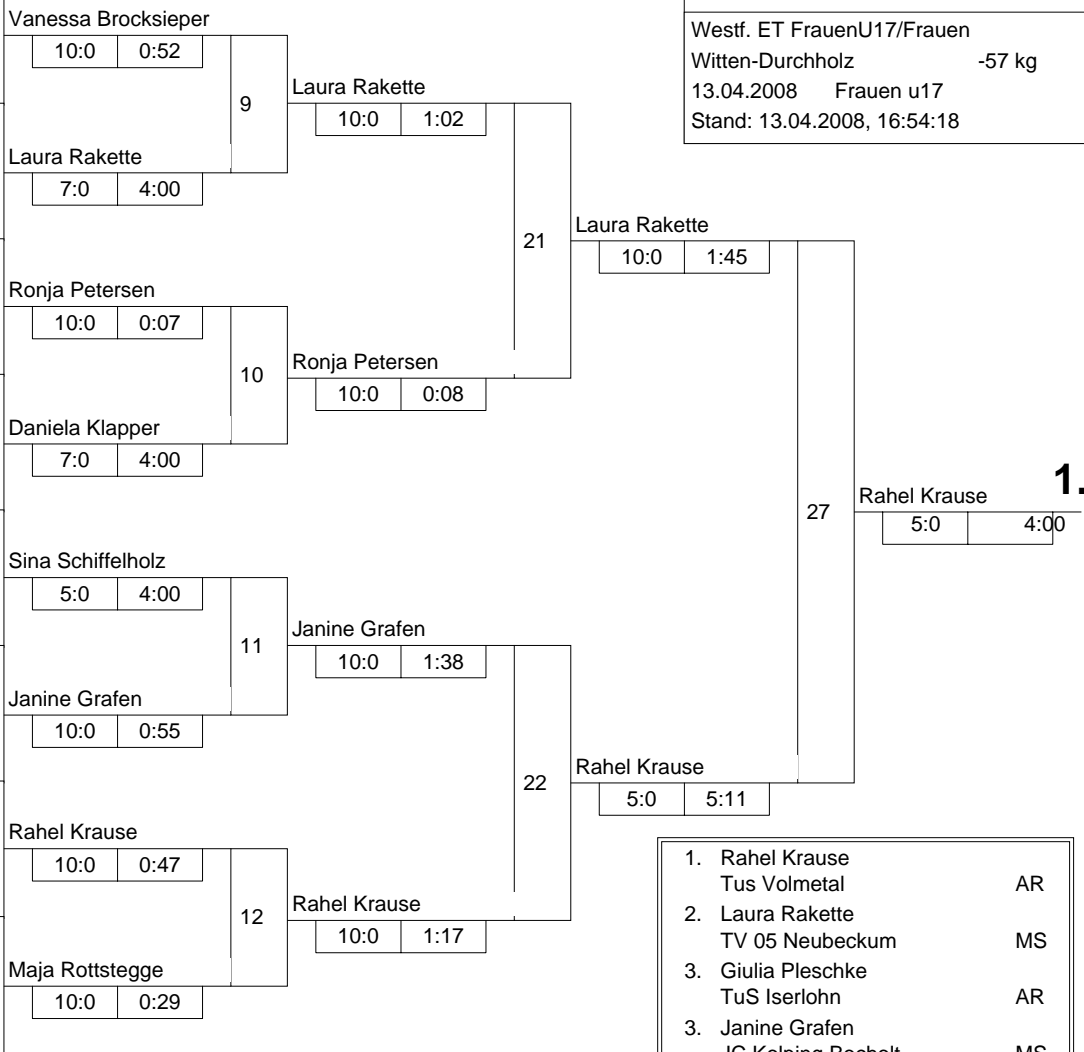 Westf. ET FrauenU17/Frauen
Witten-Durchholz -57 kg
13.04.2008 Frauen u17
Stand: 13.04.2008, 16:54:18
Vanessa Brocksieper
10:0 0:52
9
Laura Rakette
10:0 1:02
Laura Rakette
7:0 4:00
21
Laura Rakette
10:0 1:45
Ronja Petersen
10:0 0:07
10
Ronja Petersen
10:0 0:08
Daniela Klapper
7:0 4:00
27
Rahel Krause 1.
5:0 4:00
Sina Schiffelholz
5:0 4:00
11
Janine Grafen
10:0 1:38
Janine Grafen
10:0 0:55
22
Rahel Krause
5:0 5:11
Rahel Krause
10:0 0:47
12
Rahel Krause
10:0 1:17
Maja Rottstegge
10:0 0:29
1. Rahel Krause
Tus Volmetal AR
2. Laura Rakette
TV 05 Neubeckum MS
3. Giulia Pleschke
TuS Iserlohn AR
3. Janine Grafen
JC Kolping Bocholt MS